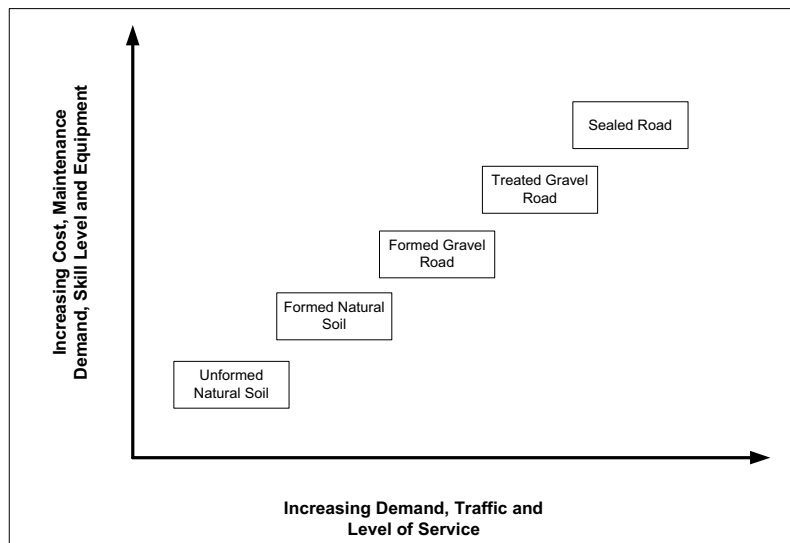 Increasing Cost, Maintenance
Demand, Skill Level and Equipment
Sealed Road
Treated Gravel
Road
Formed Gravel
Road
Formed Natural
Soil
Unformed
Natural Soil
Increasing Demand, Traffic and
Level of Service